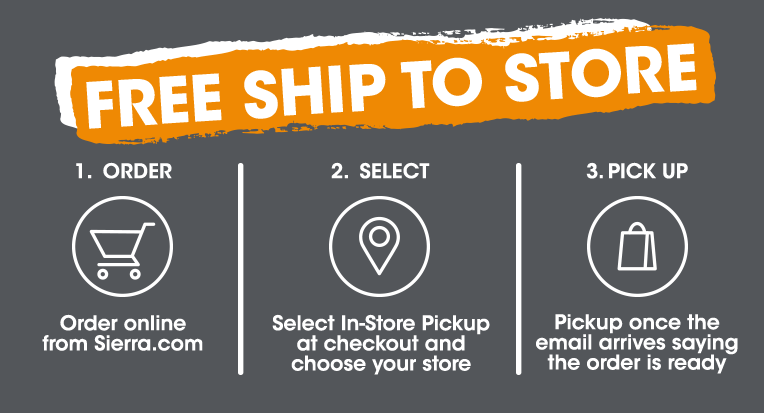 FREE SHIP TO STORE
1. ORDER
Order online
from Sierra.com
2. SELECT
Select In-Store Pickup
at checkout and
choose your store
3. PICK UP
Pickup once the
email arrives saying
the order is ready